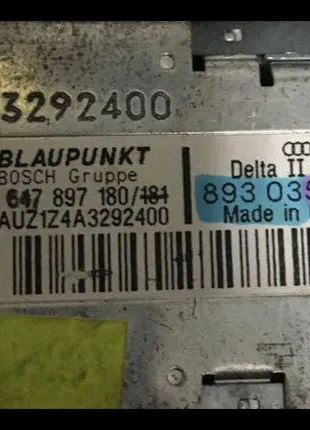 3292400
BLAUPUNKT
BOSCH Gruppe
Delta II
647 897 180/181
893 035
AUZ1Z4A3292400
Made in